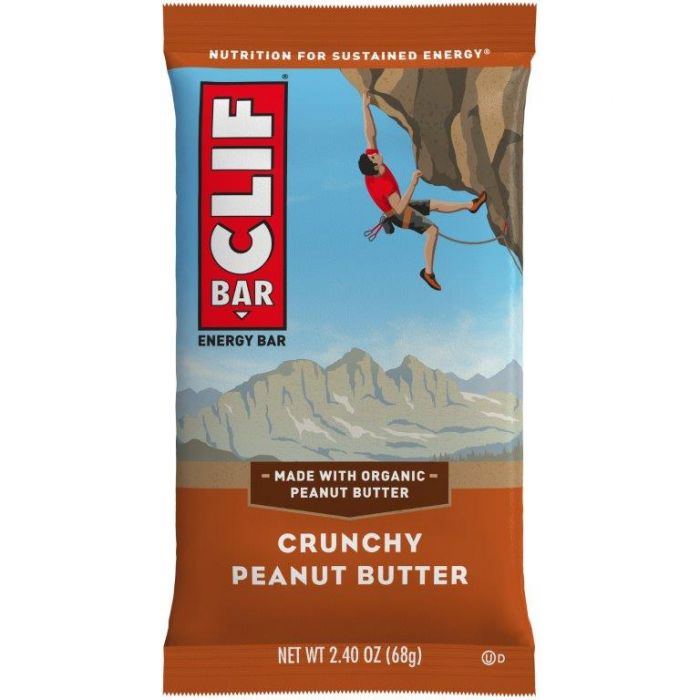 NUTRITION FOR SUSTAINED ENERGY®
CLIF®
BAR
ENERGY BAR
– MADE WITH ORGANIC –
PEANUT BUTTER
CRUNCHY
PEANUT BUTTER
NET WT 2.40 OZ (68g)
U D